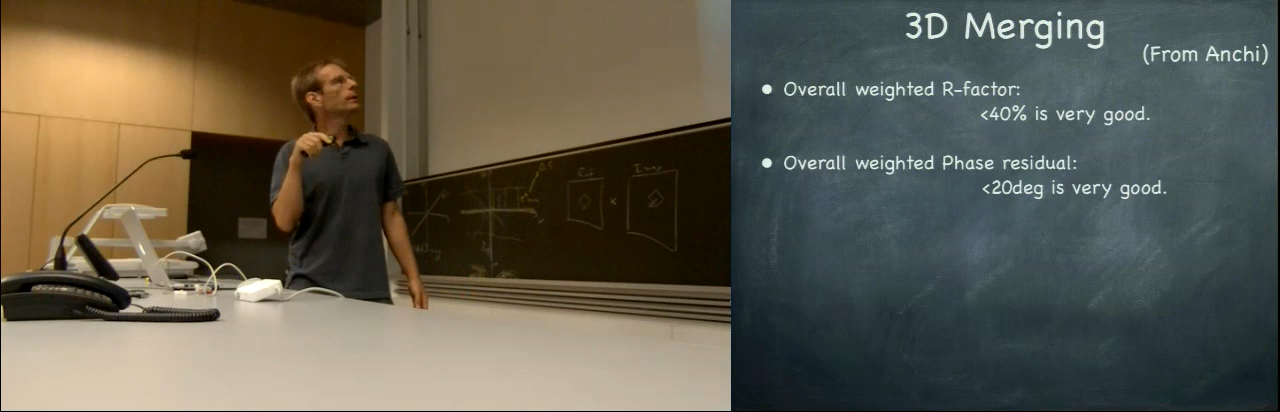 3D Merging
(From Anchi)
● Overall weighted R-factor:
<40% is very good.
● Overall weighted Phase residual:
<20deg is very good.